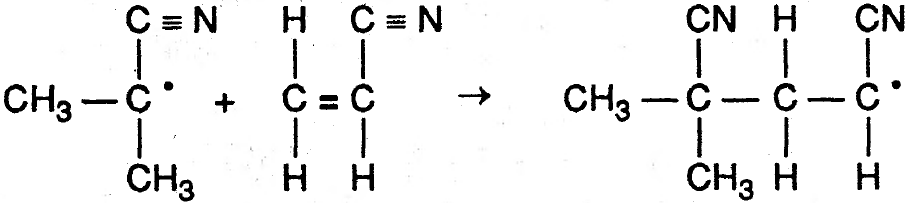 C ≡ N H C ≡ N CN H CN
CH₃ — C • + C = C → CH₃ — C — C — C •
CH₃ H H CH₃ H H